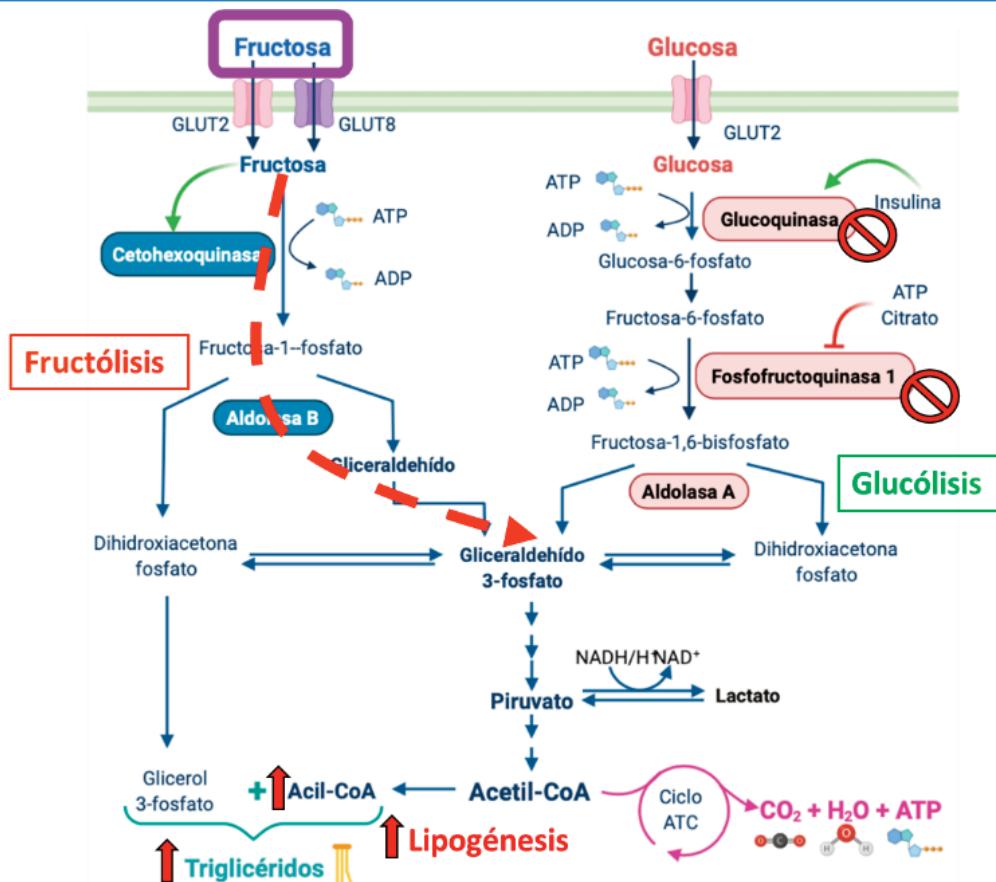 Fructosa
Glucosa
GLUT2
GLUT8
GLUT2
Fructosa
Glucosa
ATP
ADP
Cetohexoquinasa
ATP
ADP
Glucoquinasa
Insulina
Glucosa-6-fosfato
Fructosa-6-fosfato
ATP
Citrato
Fructosa-1--fosfato
Fructólisis
ATP
ADP
Fosfofructoquinasa 1
Aldolasa B
Gliceraldehído
Fructosa-1,6-bisfosfato
Aldolasa A
Glucólisis
Dihidroxiacetona
fosfato
Gliceraldehído
3-fosfato
Dihidroxiacetona
fosfato
NADH/H+
NAD+
Piruvato
Lactato
Glicerol
3-fosfato
+
Acil-CoA
Acetil-CoA
Ciclo
ATC
CO₂ + H₂O + ATP
C
O
H
H
Lipogénesis
Triglicéridos